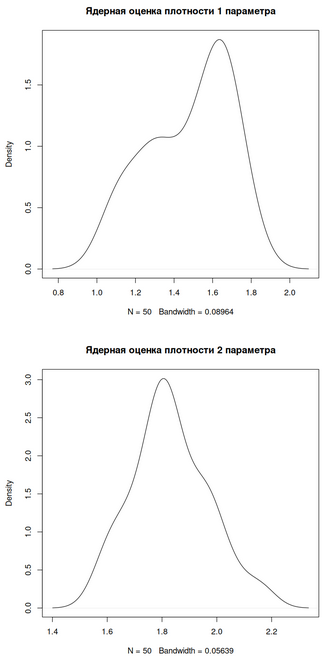 Ядерная оценка плотности 1 параметра
Density
0.0 0.5 1.0 1.5
0.8 1.0 1.2 1.4 1.6 1.8 2.0
N = 50 Bandwidth = 0.08964
Ядерная оценка плотности 2 параметра
Density
0.0 0.5 1.0 1.5 2.0 2.5 3.0
1.4 1.6 1.8 2.0 2.2
N = 50 Bandwidth = 0.05639